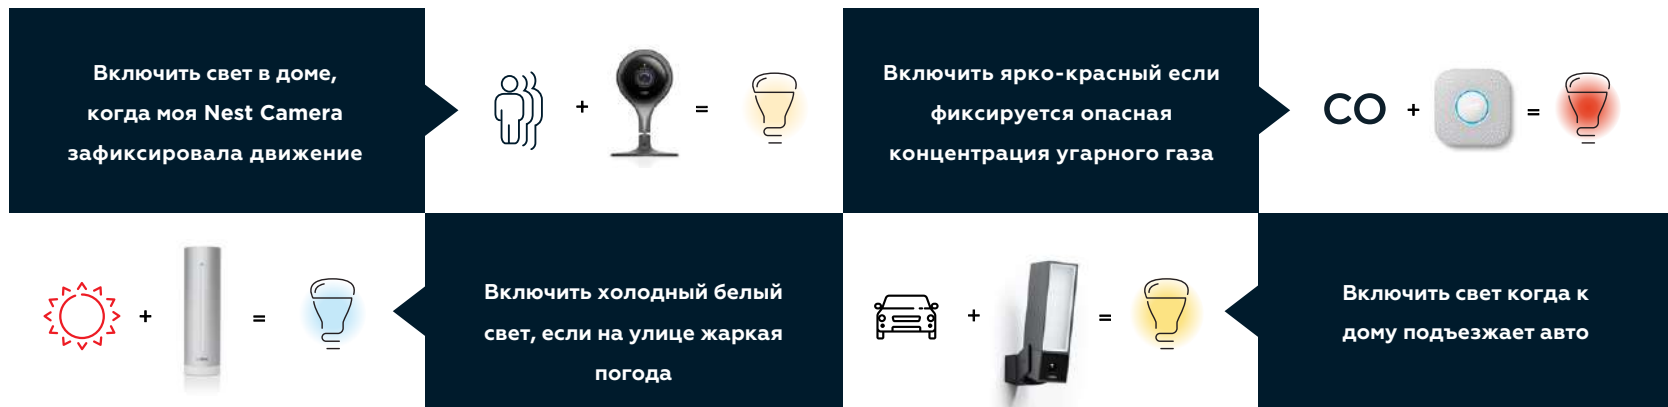 Включить свет в доме,
когда моя Nest Camera
зафиксировала движение
+
=
Включить ярко-красный если
фиксируется опасная
концентрация угарного газа
CO + =
+ =
Включить холодный белый
свет, если на улице жаркая
погода
+ =
Включить свет когда к
дому подъезжает авто